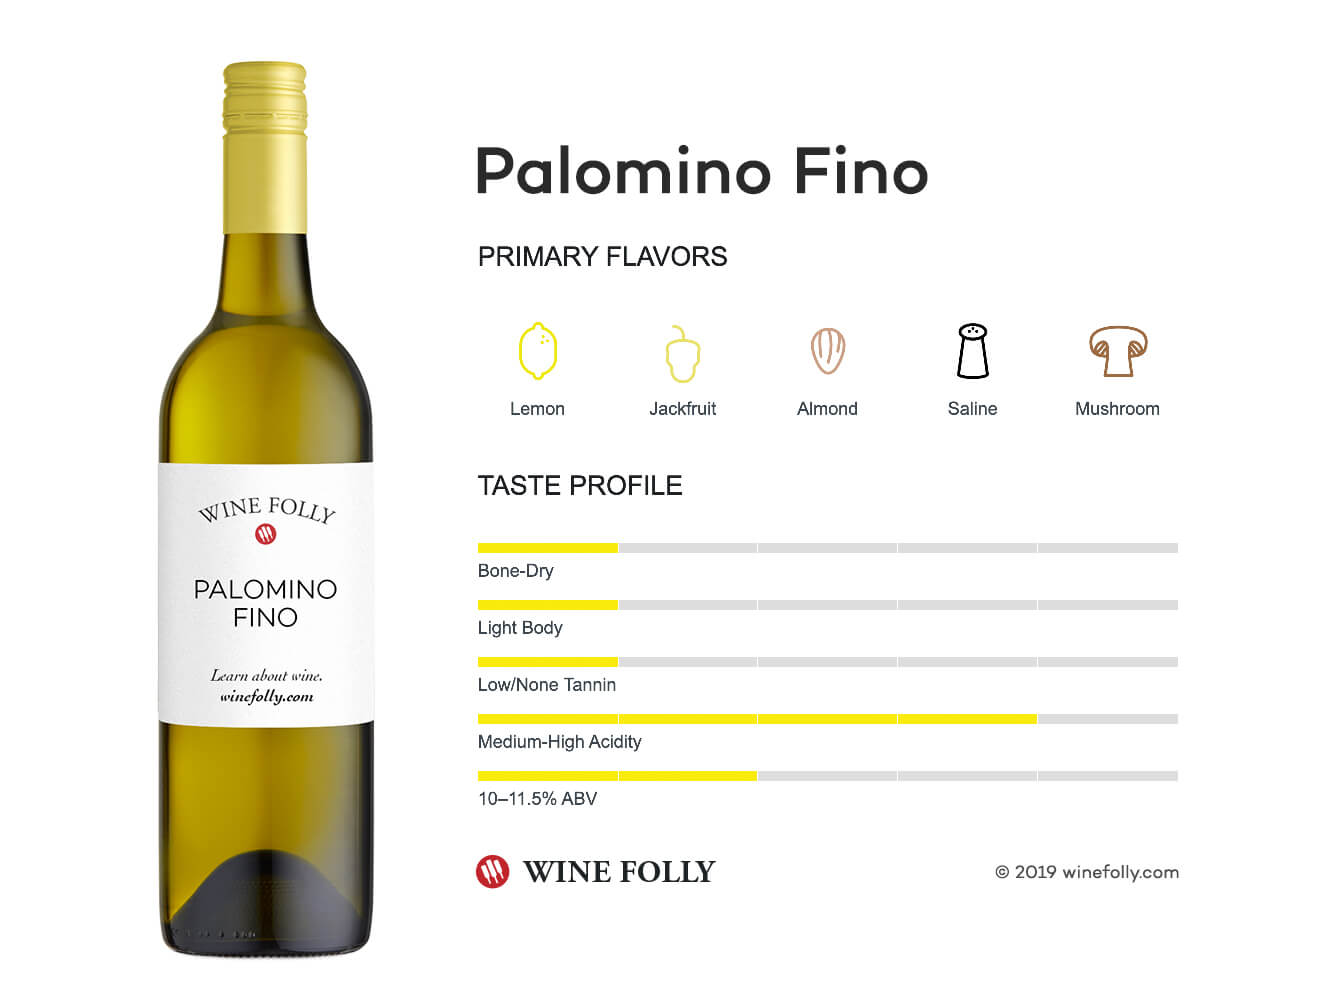 Palomino Fino
PRIMARY FLAVORS
Lemon
Jackfruit
Almond
Saline
Mushroom
TASTE PROFILE
Bone-Dry
Light Body
Low/None Tannin
Medium-High Acidity
10–11.5% ABV
WINE FOLLY
© 2019 winefolly.com
WINE FOLLY
PALOMINO
FINO
Learn about wine.
winefolly.com